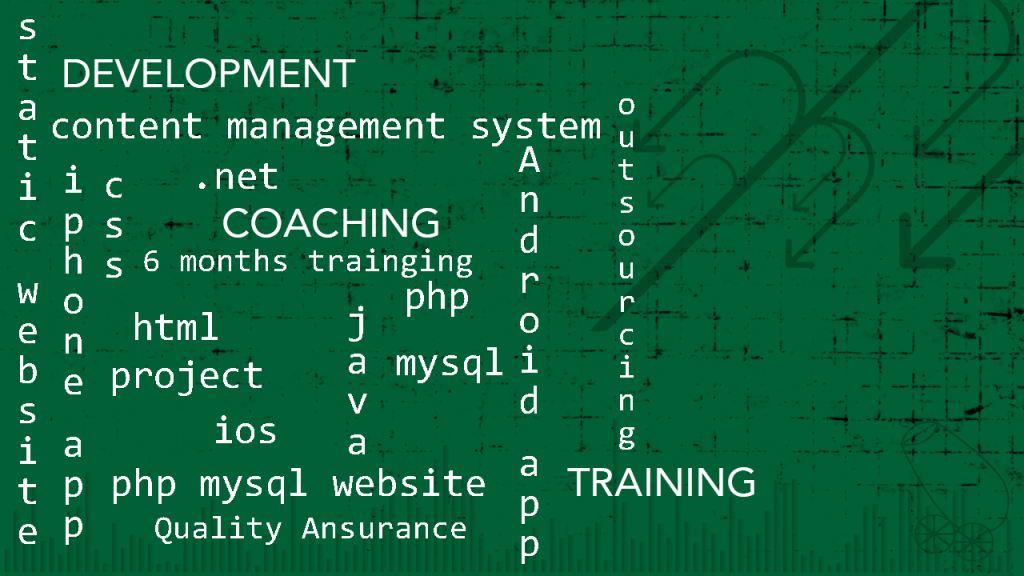 static website
DEVELOPMENT
content management system
outsourcing
iphone app
css
.net
Android app
COACHING
6 months trainging
php
html
java
mysql
project
ios
php mysql website
TRAINING
Quality Ansurance